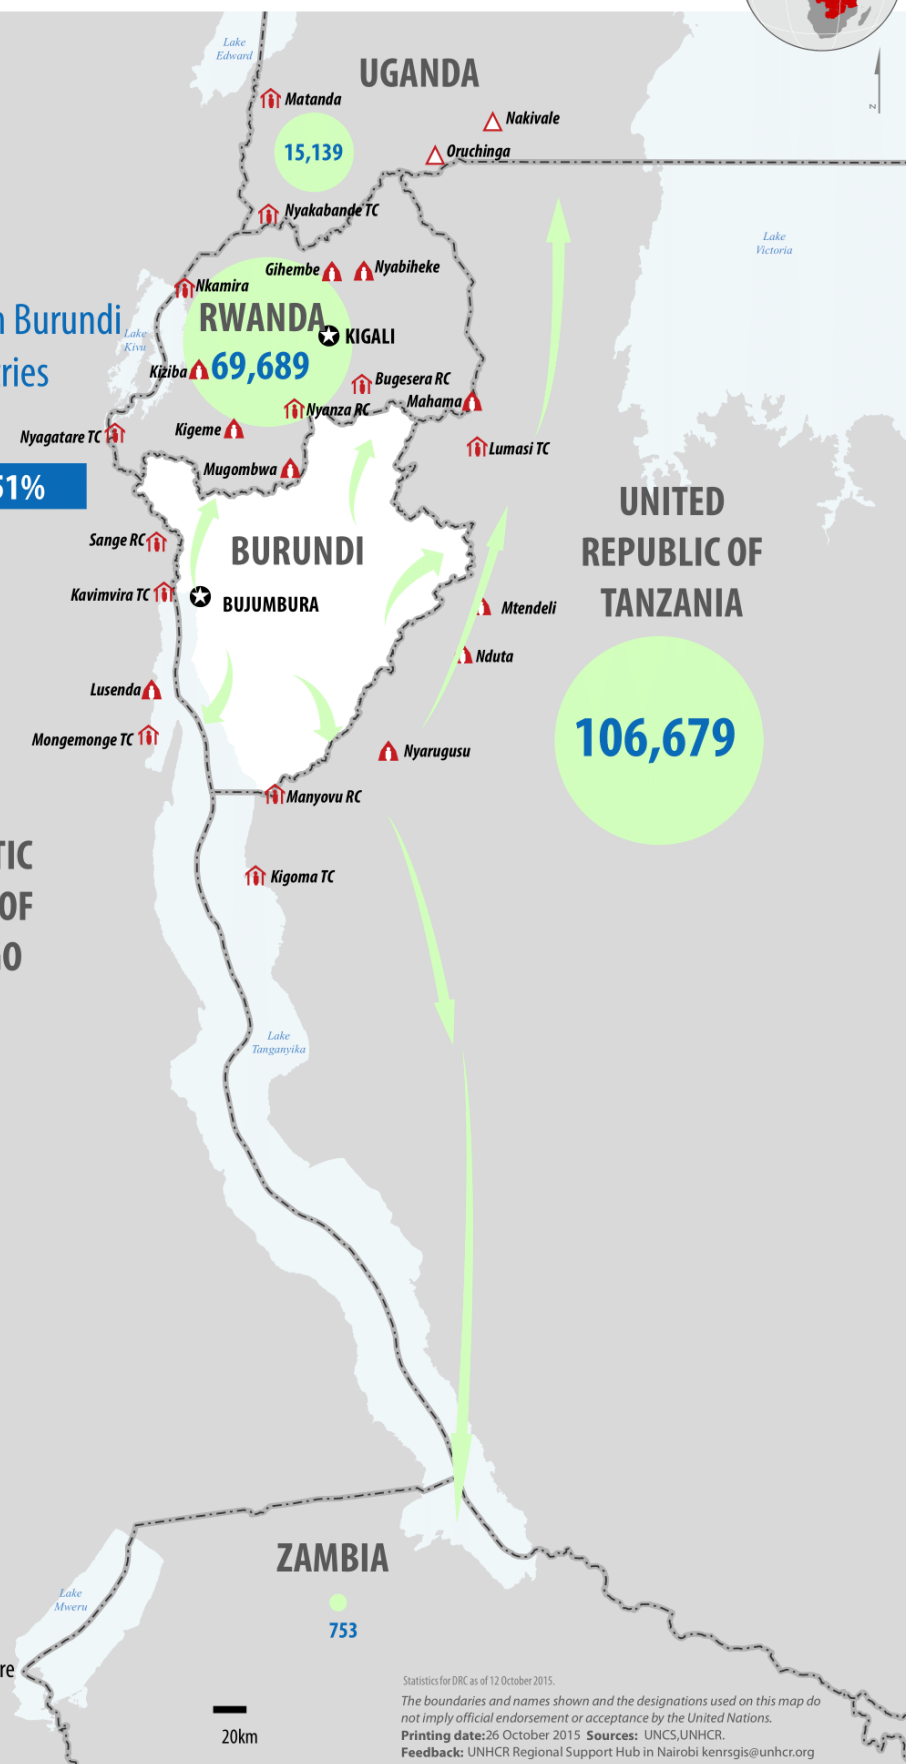 Lake
Edward
UGANDA
Matanda
Nakivale
N
15,139
Oruchinga
Nyakabande TC
Lake
Victoria
Gihembe
Nyabiheke
Nkamira
RWANDA
KIGALI
n Burundi
Lake
Kivu
69,689
Kiziba
ries
Bugesera RC
Mahama
Nyanza RC
Kigeme
Nyagatare TC
Lumasi TC
Mugombwa
51%
UNITED
REPUBLIC OF
TANZANIA
Sange RC
BURUNDI
Kavimvira TC
BUJUMBURA
Mtendeli
Nduta
Lusenda
Mongemonge TC
106,679
Nyarugusu
Manyovu RC
TIC
OF
GO
Kigoma TC
Lake
Tanganyika
ZAMBIA
Lake
Mweru
753
re
20km
Statistics for DRC as of 12 October 2015.
The boundaries and names shown and the designations used on this map do
not imply official endorsement or acceptance by the United Nations.
Printing date:26 October 2015 Sources: UNCS,UNHCR.
Feedback: UNHCR Regional Support Hub in Nairobi kenrsgis@unhcr.org